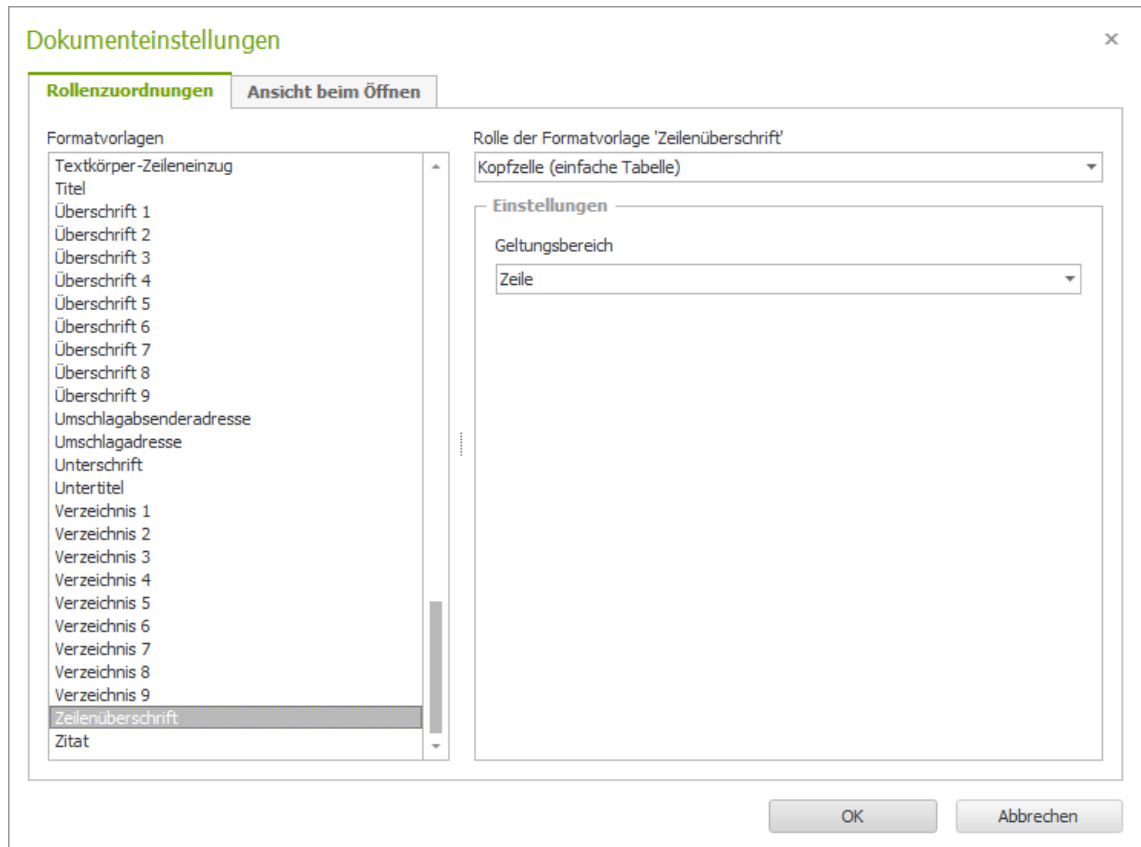 Dokumenteinstellungen
Rollenzuordnungen
Ansicht beim Öffnen
Formatvorlagen
Textkörper-Zeileneinzug
Titel
Überschrift 1
Überschrift 2
Überschrift 3
Überschrift 4
Überschrift 5
Überschrift 6
Überschrift 7
Überschrift 8
Überschrift 9
Umschlagabsenderadresse
Umschlagadresse
Unterschrift
Untertitel
Verzeichnis 1
Verzeichnis 2
Verzeichnis 3
Verzeichnis 4
Verzeichnis 5
Verzeichnis 6
Verzeichnis 7
Verzeichnis 8
Verzeichnis 9
Zeilenüberschrift
Zitat
Rolle der Formatvorlage 'Zeilenüberschrift'
Kopfzelle (einfache Tabelle)
Einstellungen
Geltungsbereich
Zeile
OK
Abbrechen